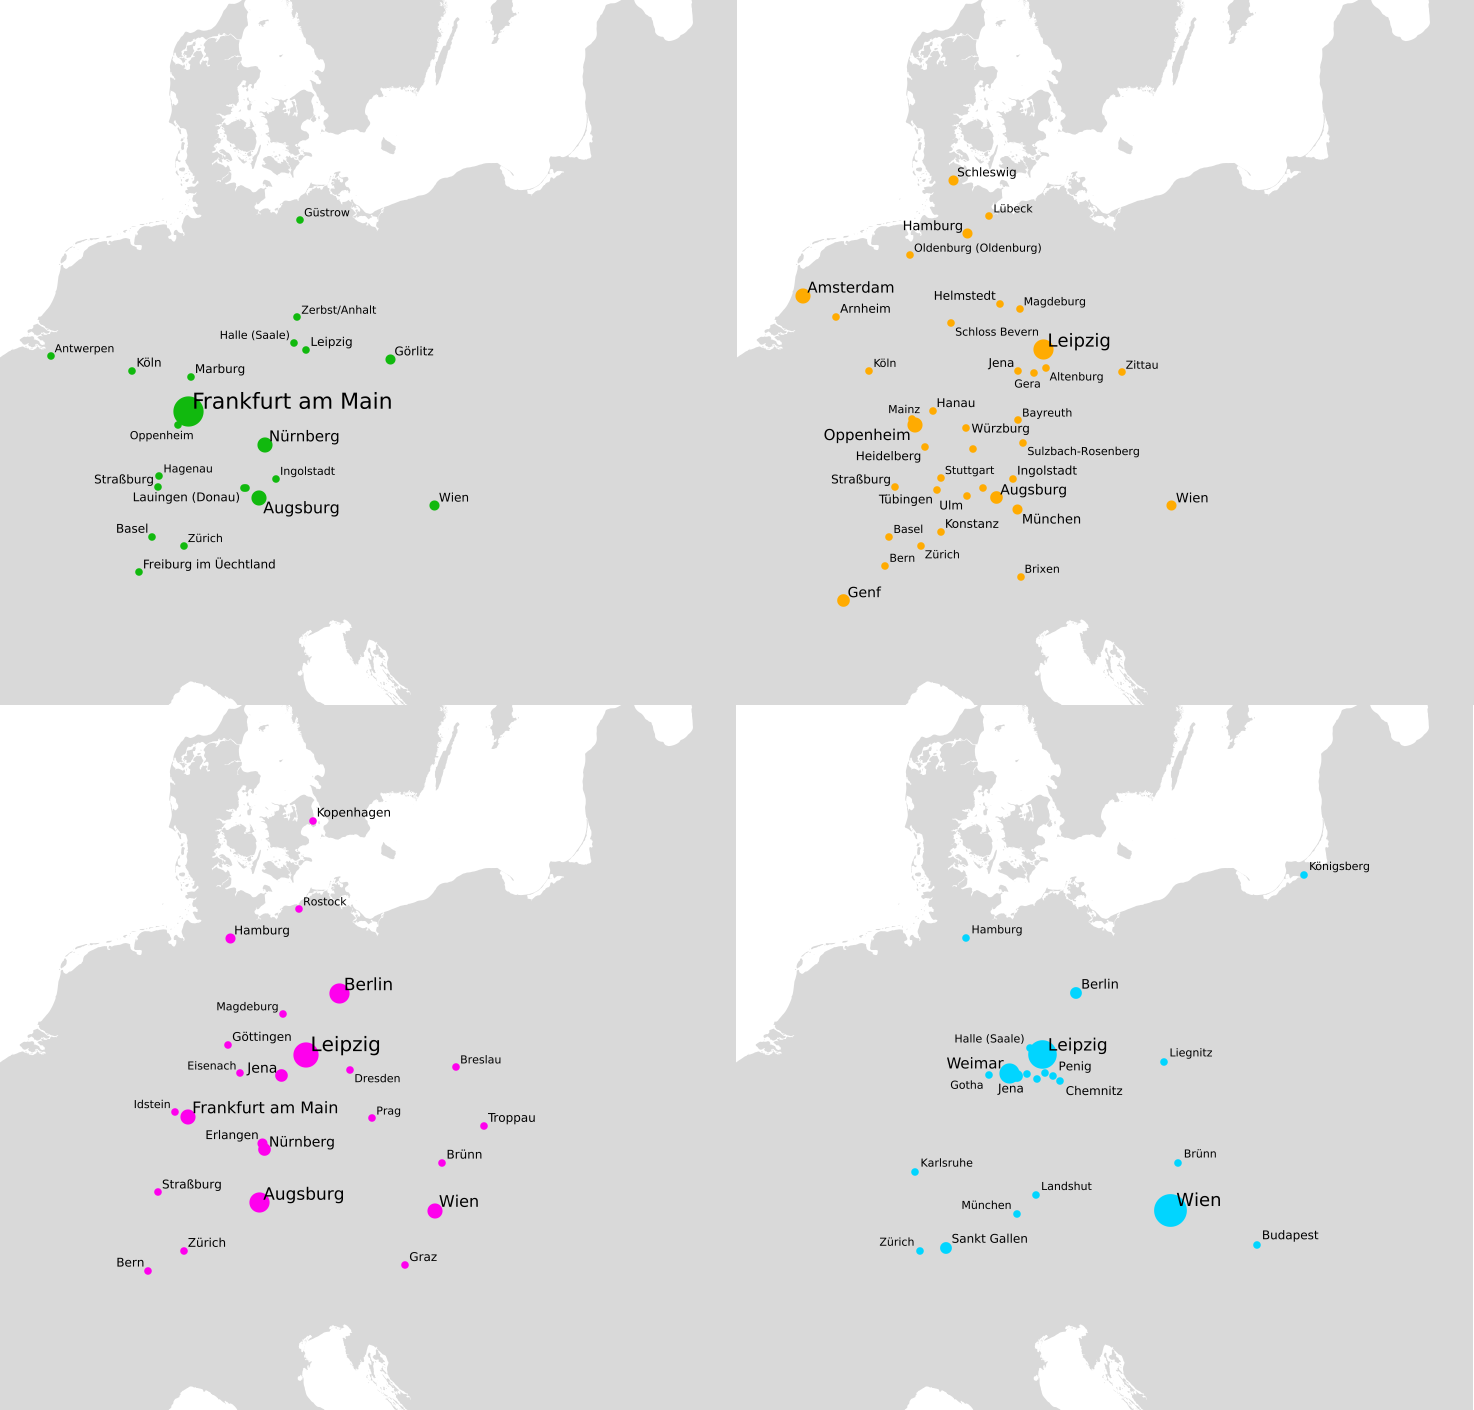 Güstrow
Zerbst/Anhalt
Halle (Saale)
Leipzig
Antwerpen
Görlitz
Köln
Marburg
Frankfurt am Main
Oppenheim
Nürnberg
Hagenau
Ingolstadt
Straßburg
Lauingen (Donau)
Wien
Augsburg
Basel
Zürich
Freiburg im Üechtland
Schleswig
Lübeck
Hamburg
Oldenburg (Oldenburg)
Amsterdam
Helmstedt
Magdeburg
Arnheim
Schloss Bevern
Leipzig
Köln
Jena
Zittau
Altenburg
Gera
Hanau
Mainz
Bayreuth
Würzburg
Oppenheim
Sulzbach-Rosenberg
Heidelberg
Stuttgart
Ingolstadt
Straßburg
Augsburg
Tübingen
Wien
Ulm
München
Konstanz
Basel
Zürich
Bern
Brixen
Genf
Kopenhagen
Rostock
Hamburg
Berlin
Magdeburg
Göttingen
Leipzig
Breslau
Eisenach
Jena
Dresden
Idstein
Frankfurt am Main
Prag
Troppau
Erlangen
Nürnberg
Brünn
Straßburg
Augsburg
Wien
Zürich
Graz
Bern
Königsberg
Hamburg
Berlin
Halle (Saale)
Leipzig
Liegnitz
Weimar
Penig
Gotha
Jena
Chemnitz
Brünn
Karlsruhe
Landshut
Wien
München
Budapest
Sankt Gallen
Zürich